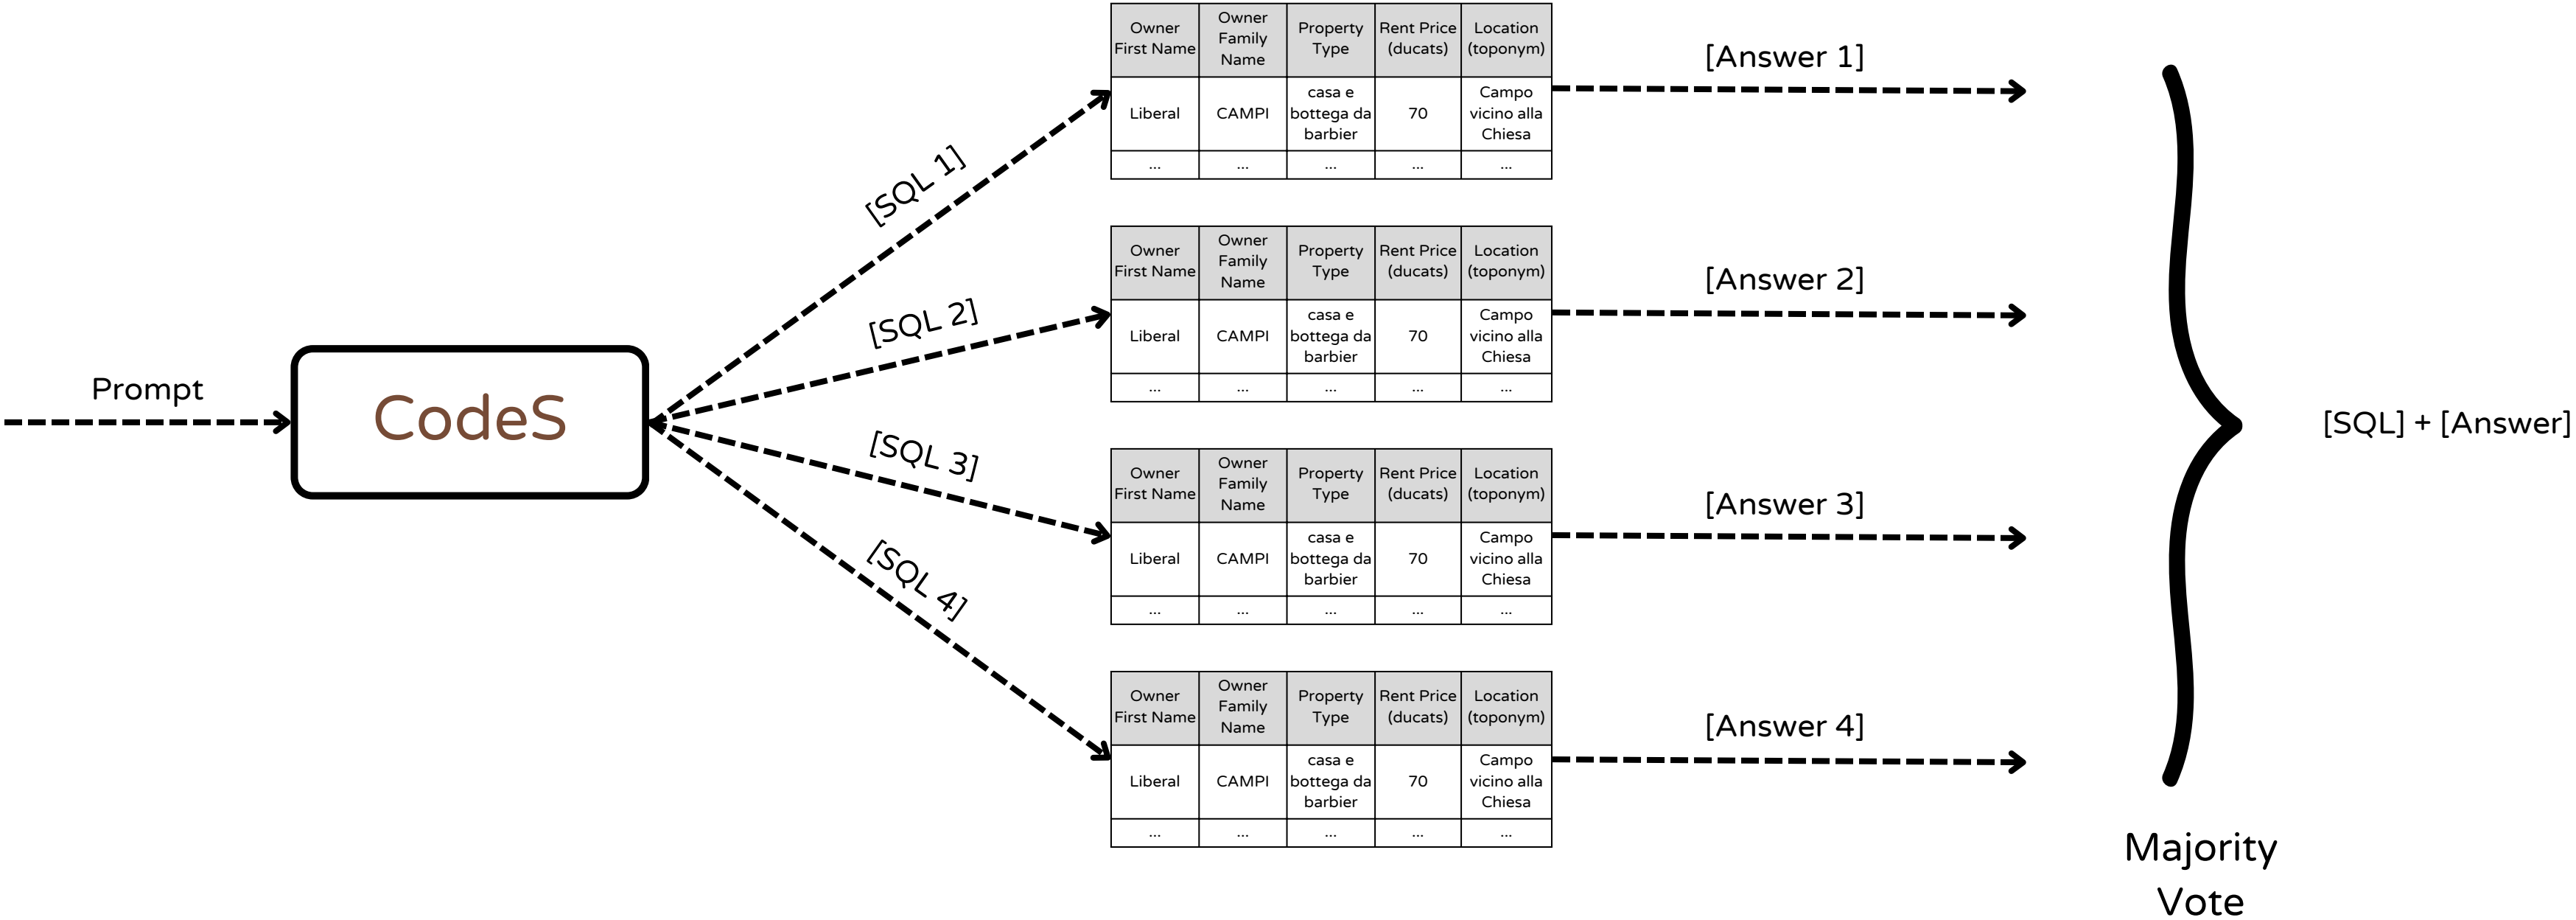 Prompt
CodeS
[SQL 1]
[SQL 2]
[SQL 3]
[SQL 4]
Owner First Name | Owner Family Name | Property Type | Rent Price (ducats) | Location (toponym)
Liberal | CAMPI | casa e bottega da barbier | 70 | Campo vicino alla Chiesa
... | ... | ... | ... | ...
[Answer 1]
Owner First Name | Owner Family Name | Property Type | Rent Price (ducats) | Location (toponym)
Liberal | CAMPI | casa e bottega da barbier | 70 | Campo vicino alla Chiesa
... | ... | ... | ... | ...
[Answer 2]
Owner First Name | Owner Family Name | Property Type | Rent Price (ducats) | Location (toponym)
Liberal | CAMPI | casa e bottega da barbier | 70 | Campo vicino alla Chiesa
... | ... | ... | ... | ...
[Answer 3]
Owner First Name | Owner Family Name | Property Type | Rent Price (ducats) | Location (toponym)
Liberal | CAMPI | casa e bottega da barbier | 70 | Campo vicino alla Chiesa
... | ... | ... | ... | ...
[Answer 4]
Majority
Vote
[SQL] + [Answer]